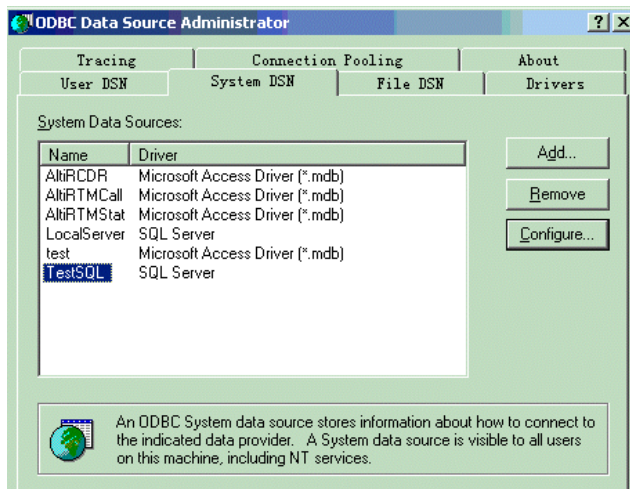 ODBC Data Source Administrator
Tracing Connection Pooling About
User DSN System DSN File DSN Drivers
System Data Sources:
Name Driver
AltiRCDR Microsoft Access Driver (*.mdb)
AltiRTMCall Microsoft Access Driver (*.mdb)
AltiRTMStat Microsoft Access Driver (*.mdb)
LocalServer SQL Server
test Microsoft Access Driver (*.mdb)
TestSQL SQL Server
Add...
Remove
Configure...
An ODBC System data source stores information about how to connect to
the indicated data provider. A System data source is visible to all users
on this machine, including NT services.